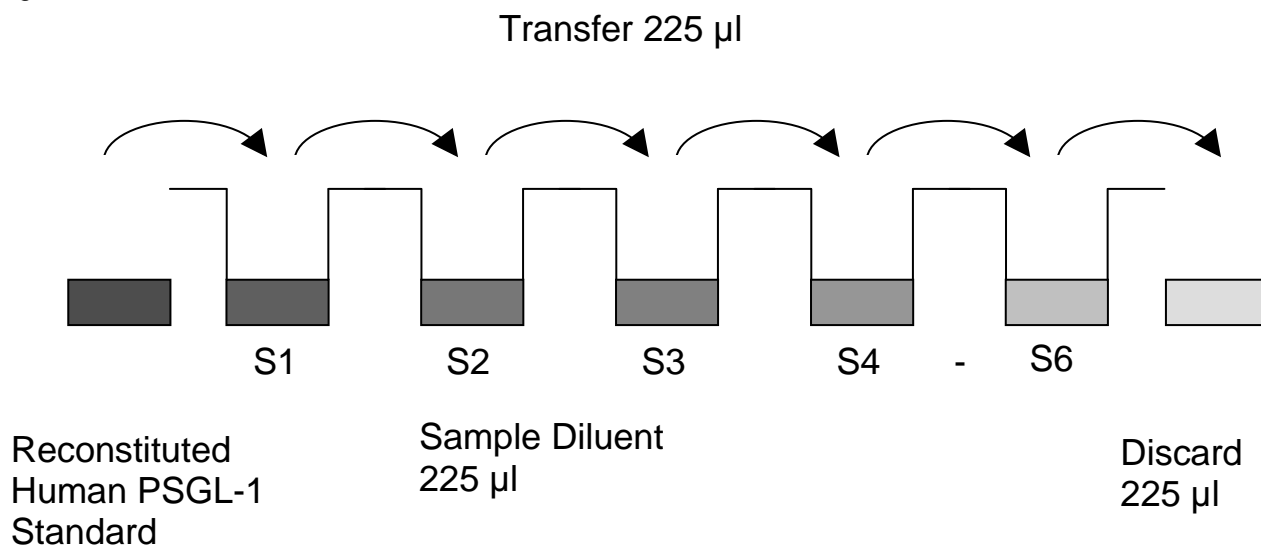 Transfer 225 µl
S1 S2 S3 S4 - S6
Reconstituted
Human PSGL-1
Standard
Sample Diluent
225 µl
Discard
225 µl